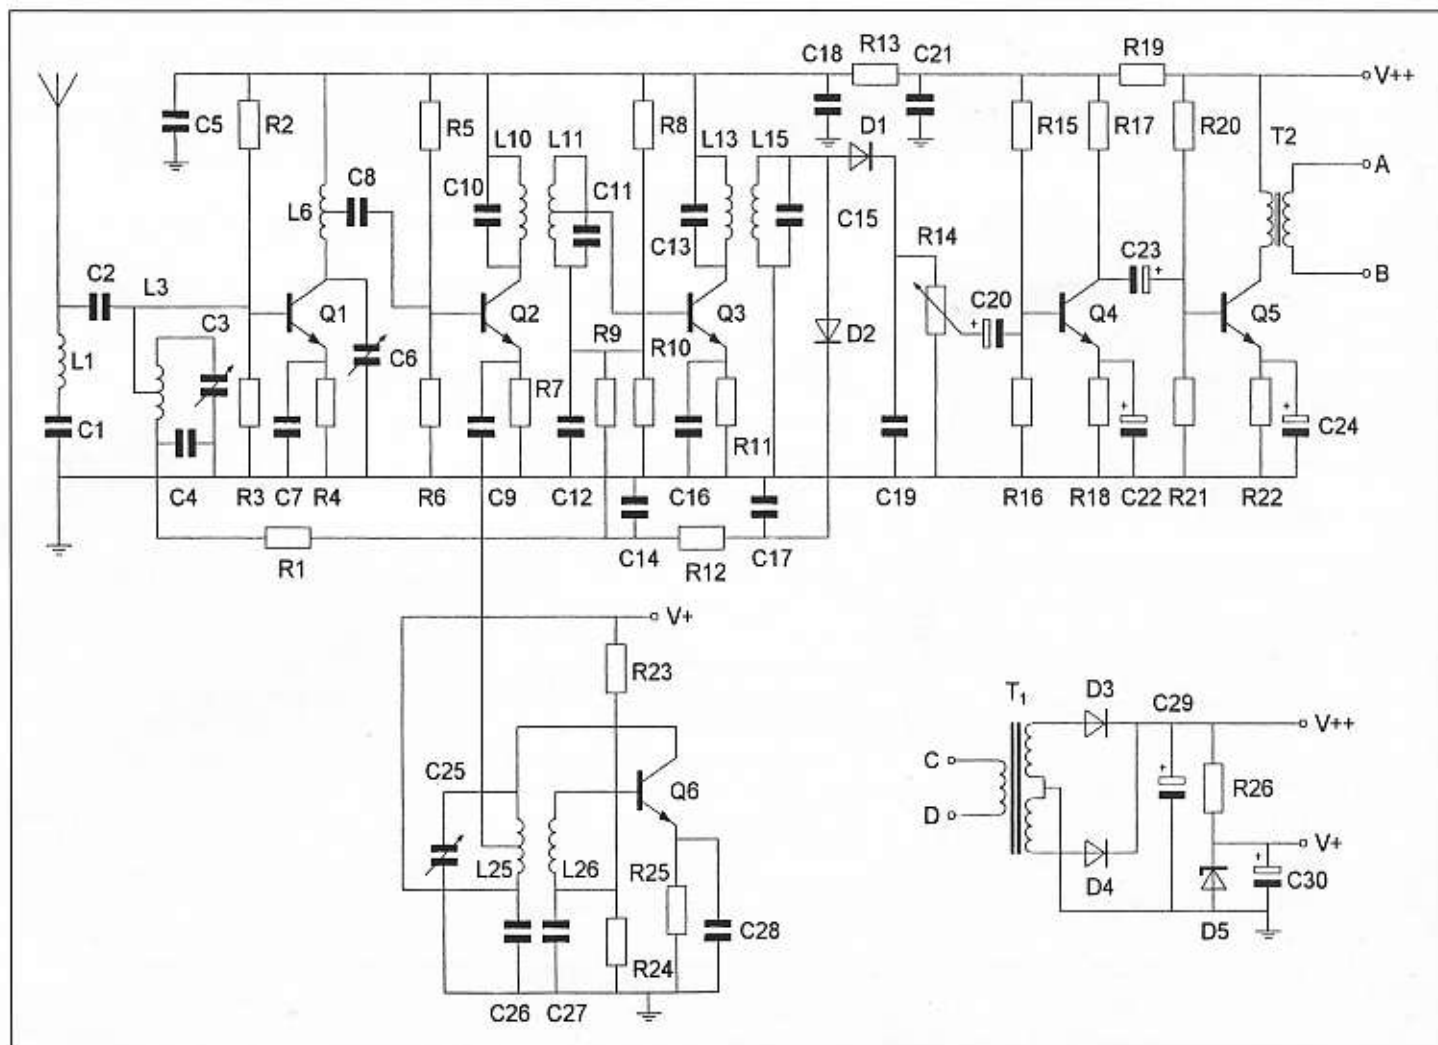 C18 R13 C21 R19
V++
C5 R2 R5 L10 L11 R8 L13 L15 D1 R15 R17 R20 T2
C8 C10 C11 A
L6 C13 C15 R14 C23 +
C2 L3 C20 B
Q1 Q2 Q3 D2 + Q4 Q5
C3 C6 R9 R10
L1 R7
C1 R11 + + C24
C4 R3 C7 R4 R6 C9 C12 C16 C19 R16 R18 C22 R21 R22
R1 C14 R12 C17
V+
R23
T1 D3 C29
V++
C25 Q6 C D + R26
L25 L26 R25 D4 + V+
C30
C28 D5
R24
C26 C27